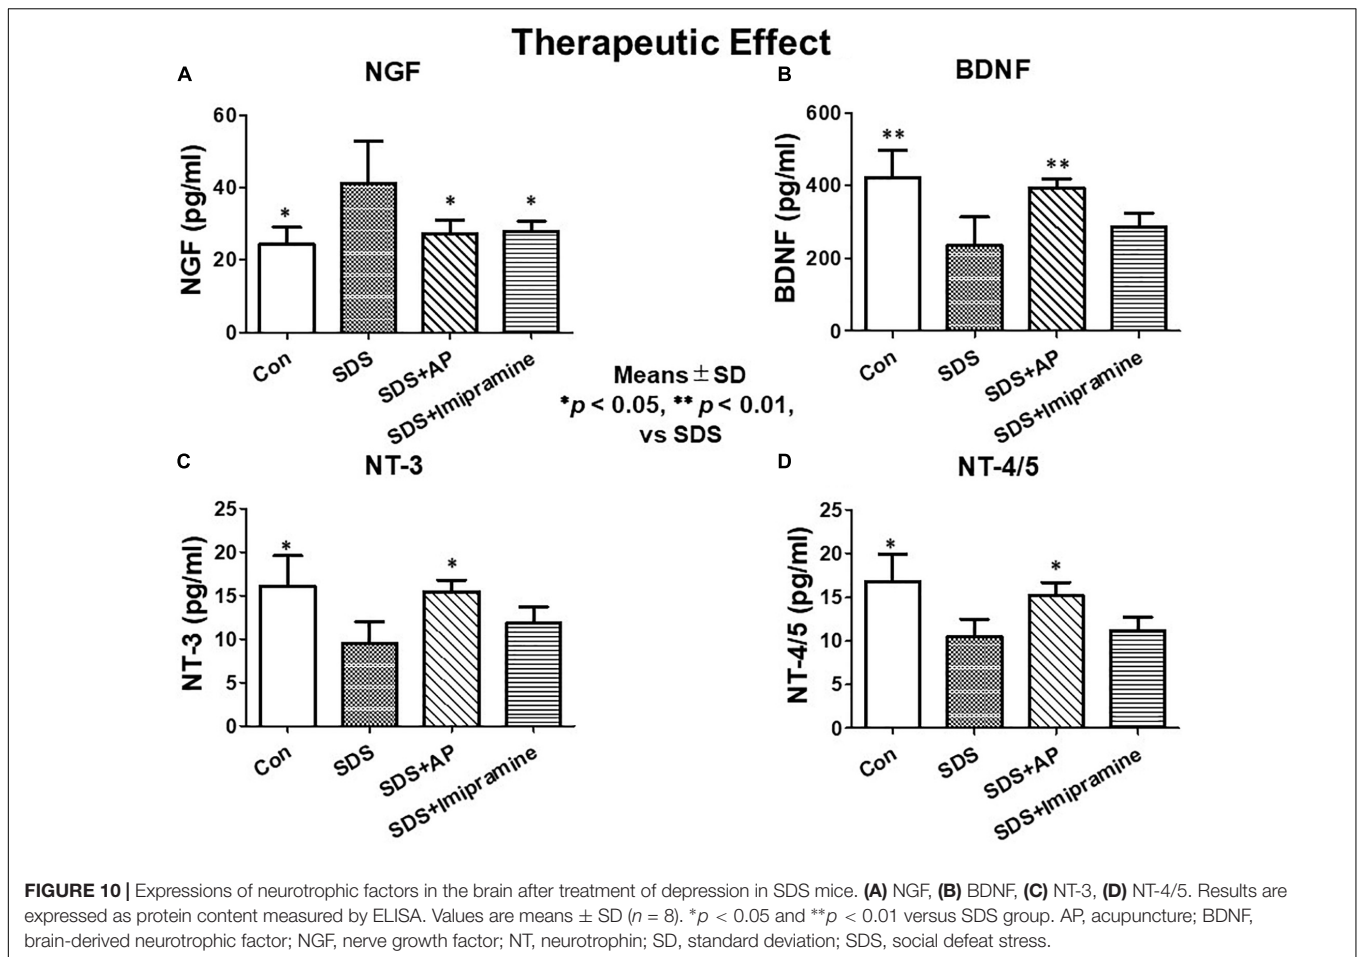 Therapeutic Effect
A
NGF
NGF (pg/ml)
60
40
20
0
*
*
*
Con
SDS
SDS+AP
SDS+Imipramine
B
BDNF
BDNF (pg/ml)
600
400
200
0
**
**
Con
SDS
SDS+AP
SDS+Imipramine
Means ± SD
*p < 0.05, ** p < 0.01,
vs SDS
C
NT-3
NT-3 (pg/ml)
25
20
15
10
5
0
*
*
Con
SDS
SDS+AP
SDS+Imipramine
D
NT-4/5
NT-4/5 (pg/ml)
25
20
15
10
5
0
*
*
Con
SDS
SDS+AP
SDS+Imipramine
FIGURE 10 | Expressions of neurotrophic factors in the brain after treatment of depression in SDS mice. (A) NGF, (B) BDNF, (C) NT-3, (D) NT-4/5. Results are
expressed as protein content measured by ELISA. Values are means ± SD (n = 8). *p < 0.05 and **p < 0.01 versus SDS group. AP, acupuncture; BDNF,
brain-derived neurotrophic factor; NGF, nerve growth factor; NT, neurotrophin; SD, standard deviation; SDS, social defeat stress.